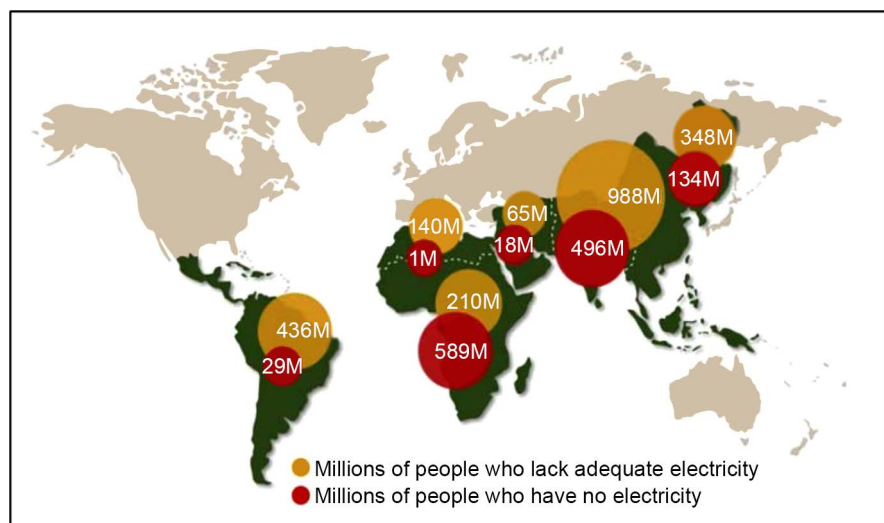 348M
134M
988M
65M
140M
18M
496M
1M
210M
436M
589M
29M
Millions of people who lack adequate electricity
Millions of people who have no electricity